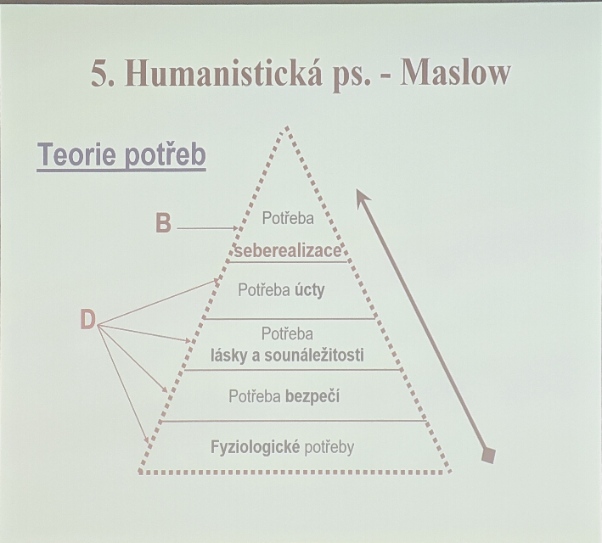 5. Humanistická ps. - Maslow
Teorie potřeb
B
Potřeba
seberealizace
Potřeba úcty
D
Potřeba
lásky a sounáležitosti
Potřeba bezpečí
Fyziologické potřeby